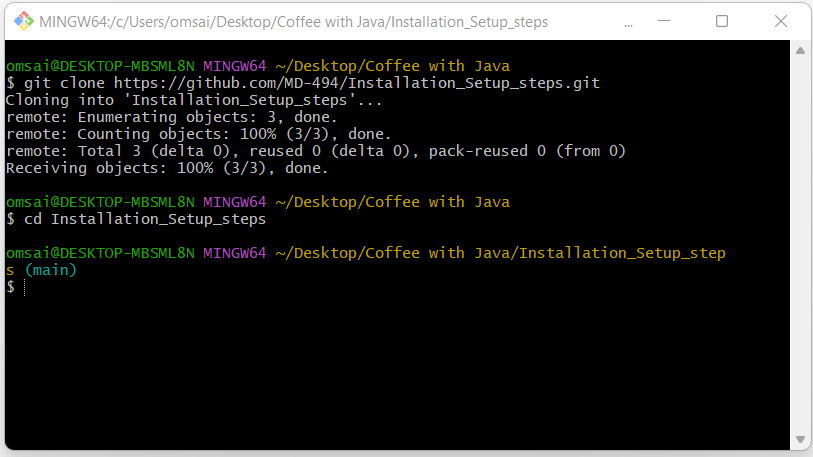 MINGW64:/c/Users/omsai/Desktop/Coffee with Java/Installation_Setup_steps ...
omsai@DESKTOP-MBSML8N MINGW64 ~/Desktop/Coffee with Java
$ git clone https://github.com/MD-494/Installation_Setup_steps.git
Cloning into 'Installation_Setup_steps'...
remote: Enumerating objects: 3, done.
remote: Counting objects: 100% (3/3), done.
remote: Total 3 (delta 0), reused 0 (delta 0), pack-reused 0 (from 0)
Receiving objects: 100% (3/3), done.
omsai@DESKTOP-MBSML8N MINGW64 ~/Desktop/Coffee with Java
$ cd Installation_Setup_steps
omsai@DESKTOP-MBSML8N MINGW64 ~/Desktop/Coffee with Java/Installation_Setup_step
s (main)
$